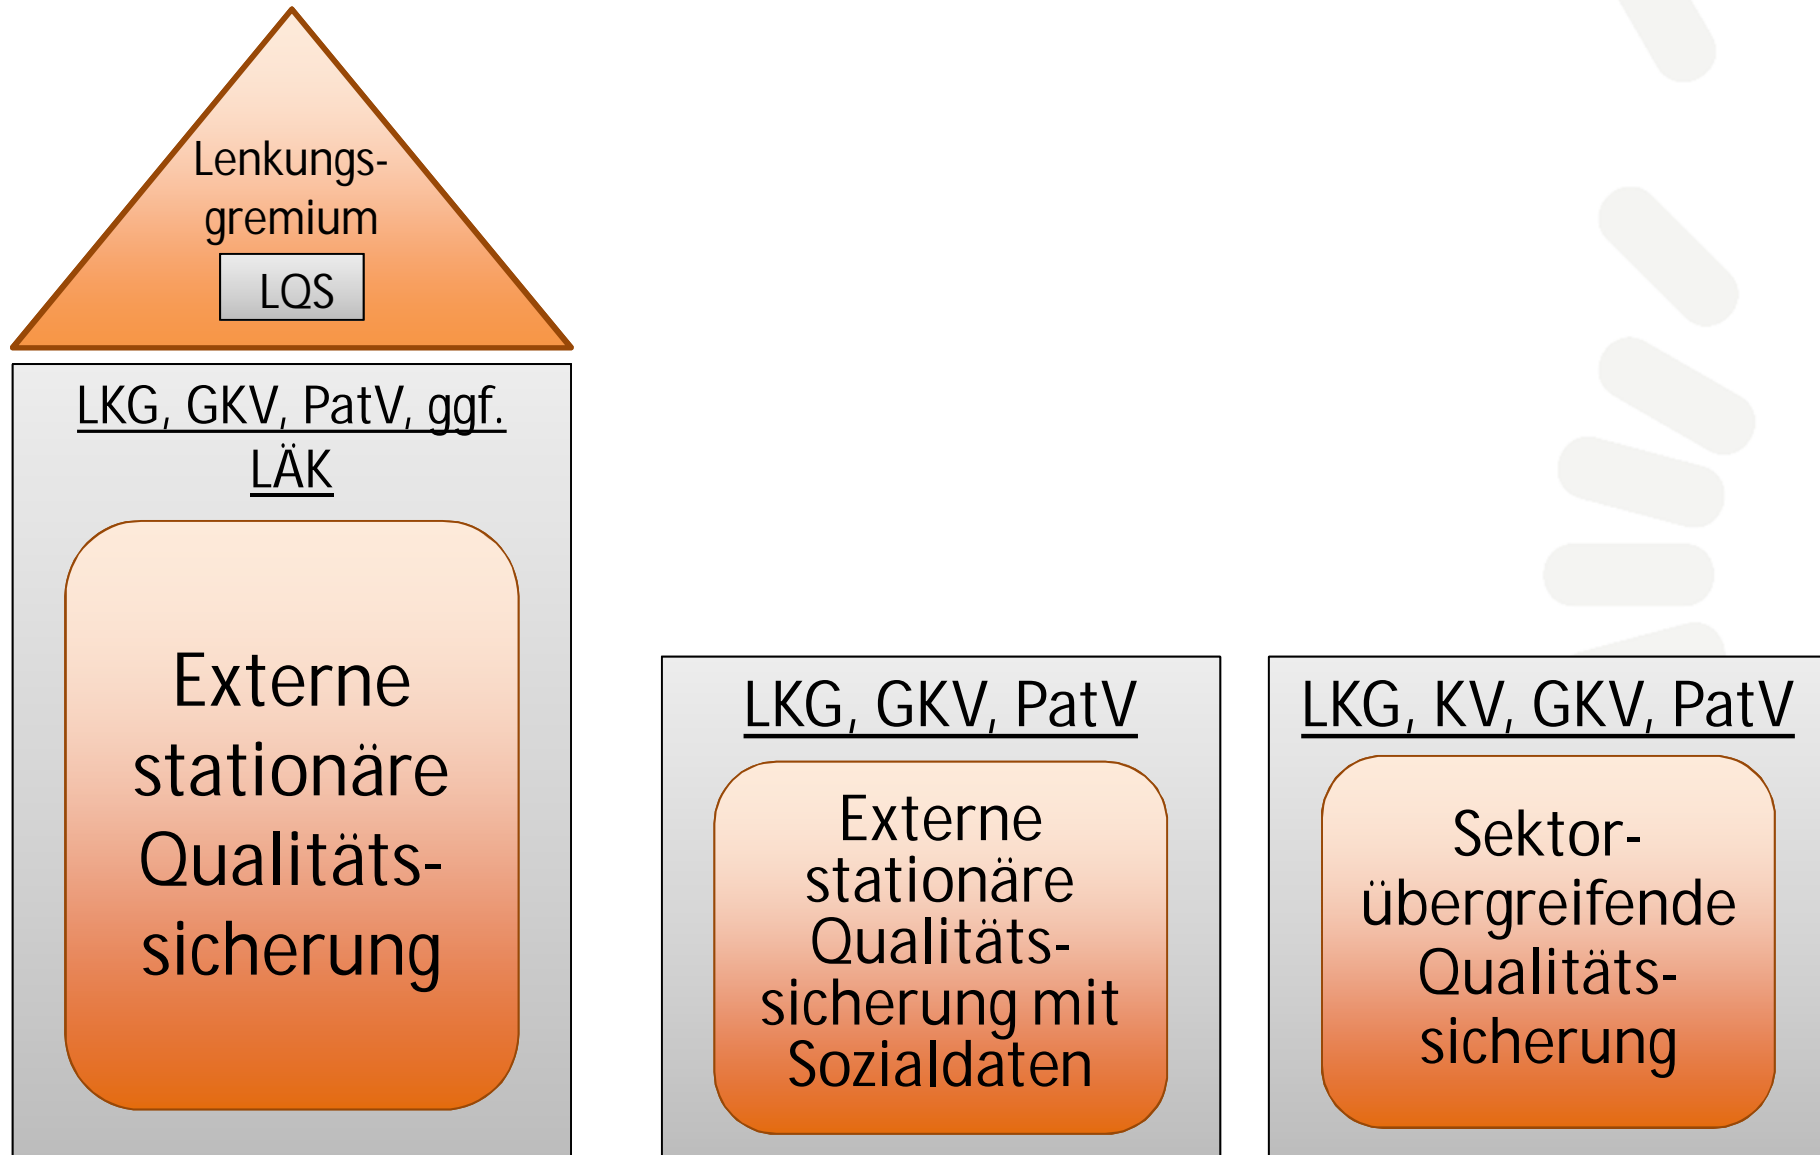 Lenkungs-
gremium
LQS
LKG, GKV, PatV, ggf.
LÄK
Externe
stationäre
Qualitäts-
sicherung
LKG, GKV, PatV
Externe
stationäre
Qualitäts-
sicherung mit
Sozialdaten
LKG, KV, GKV, PatV
Sektor-
übergreifende
Qualitäts-
sicherung